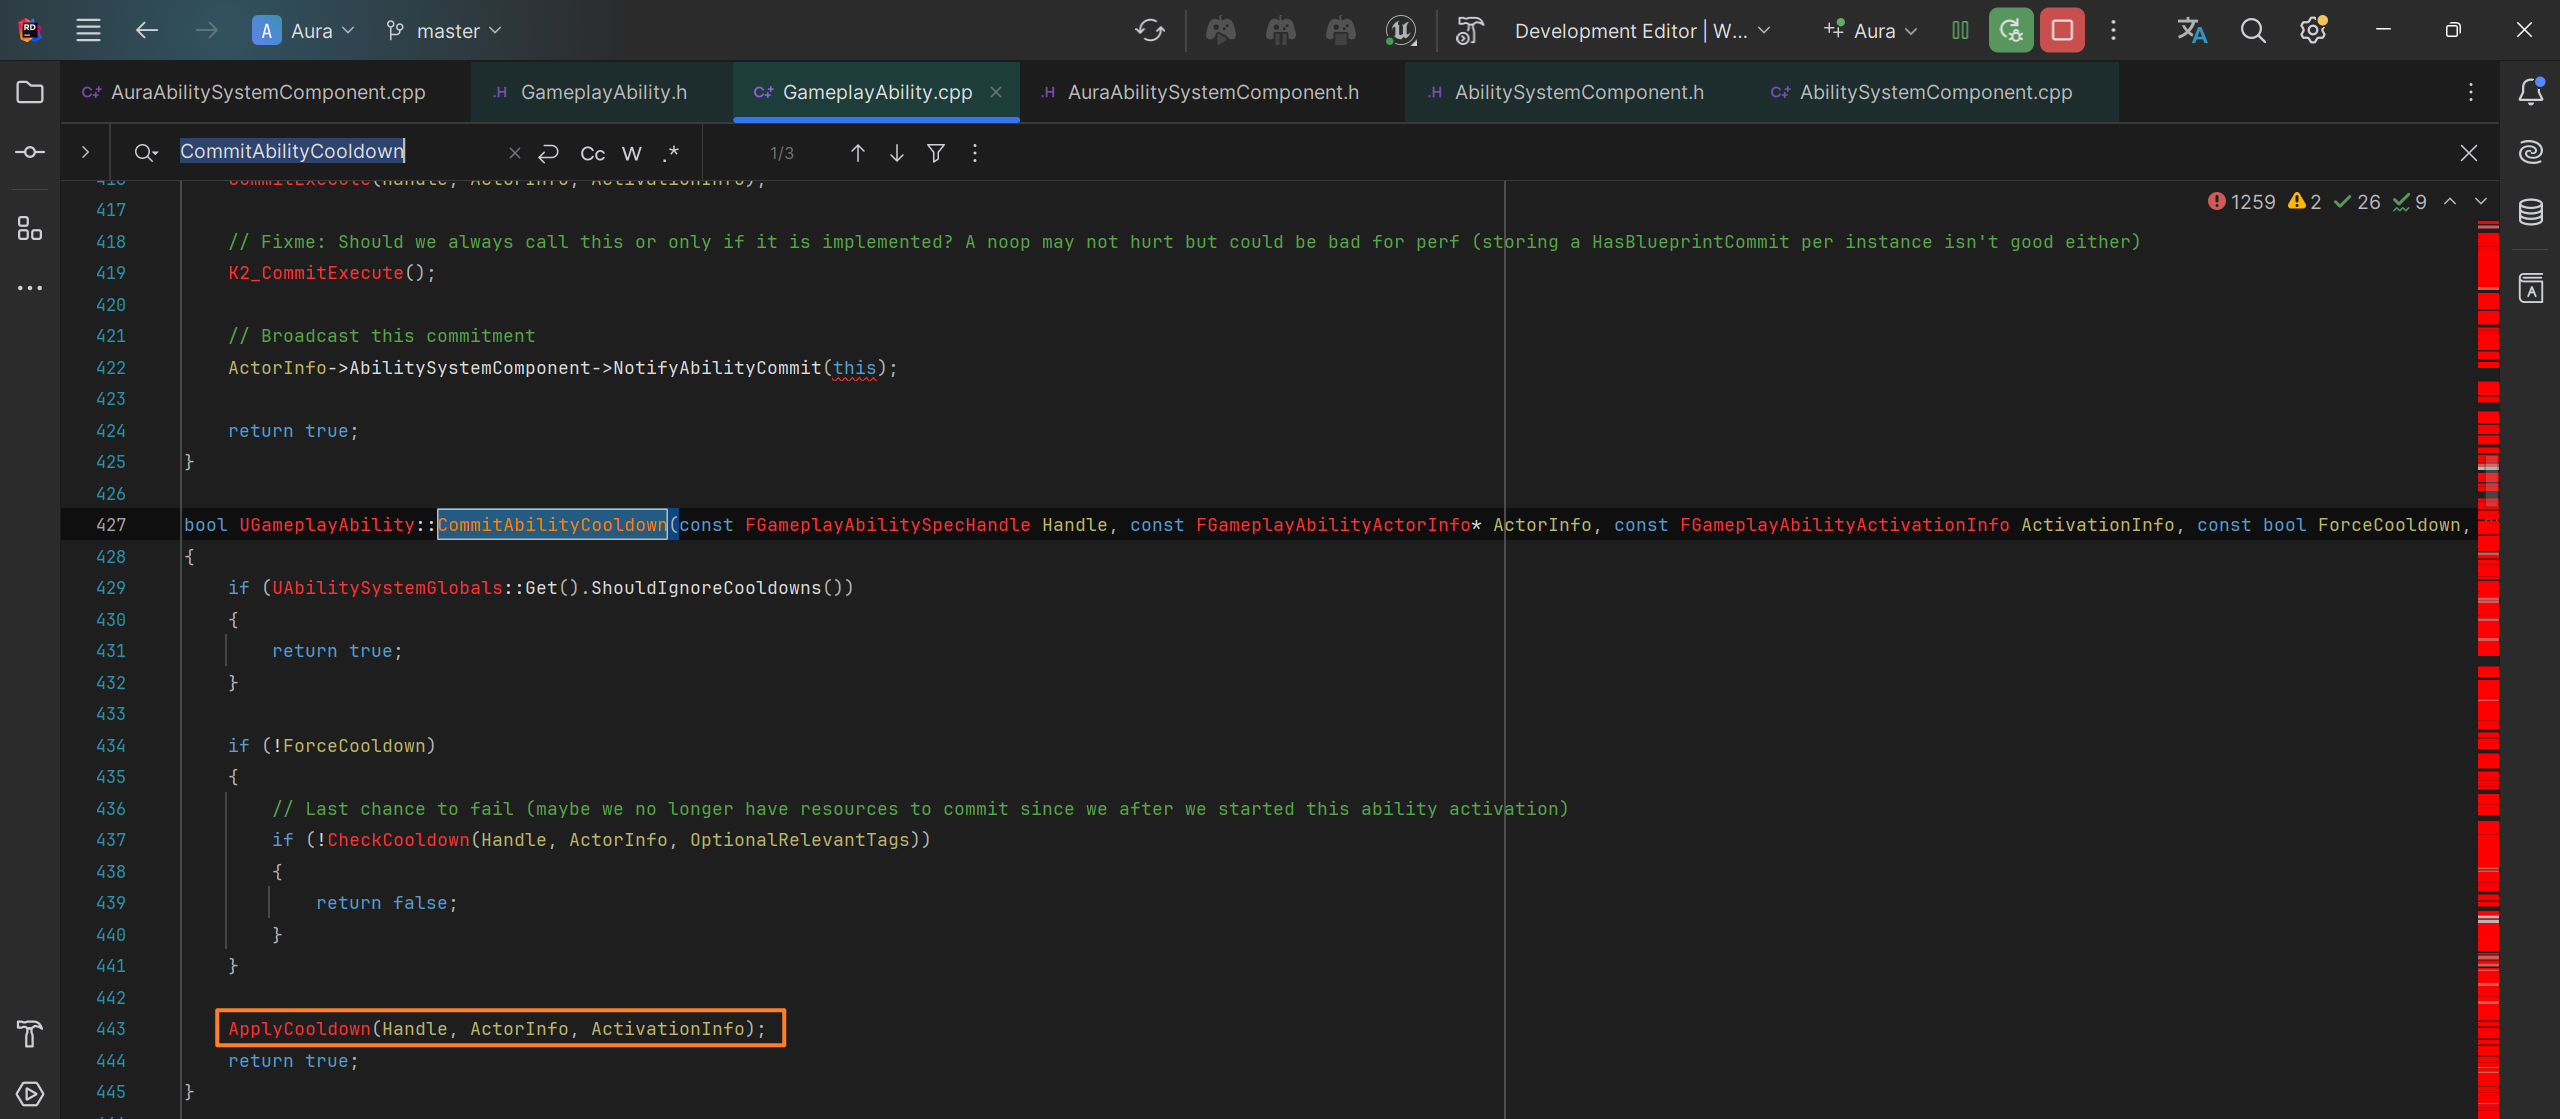 A Aura master Development Editor | W... Aura
AuraAbilitySystemComponent.cpp GameplayAbility.h GameplayAbility.cpp AuraAbilitySystemComponent.h AbilitySystemComponent.h AbilitySystemComponent.cpp
CommitAbilityCooldown Cc W .* 1/3
1259 2 26 9
416 CommitExecute(Handle, ActorInfo, ActivationInfo);
417
418 // Fixme: Should we always call this or only if it is implemented? A noop may not hurt but could be bad for perf (storing a HasBlueprintCommit per instance isn't good either)
419 K2_CommitExecute();
420
421 // Broadcast this commitment
422 ActorInfo->AbilitySystemComponent->NotifyAbilityCommit(this);
423
424 return true;
425 }
426
427 bool UGameplayAbility::CommitAbilityCooldown(const FGameplayAbilitySpecHandle Handle, const FGameplayAbilityActorInfo* ActorInfo, const FGameplayAbilityActivationInfo ActivationInfo, const bool ForceCooldown,
428 {
429 if (UAbilitySystemGlobals::Get().ShouldIgnoreCooldowns())
430 {
431 return true;
432 }
433
434 if (!ForceCooldown)
435 {
436 // Last chance to fail (maybe we no longer have resources to commit since we after we started this ability activation)
437 if (!CheckCooldown(Handle, ActorInfo, OptionalRelevantTags))
438 {
439 return false;
440 }
441 }
442
443 ApplyCooldown(Handle, ActorInfo, ActivationInfo);
444 return true;
445 }